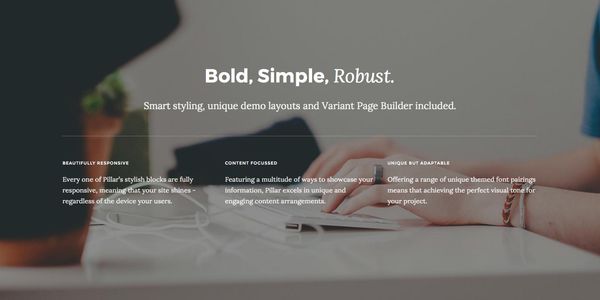 Bold, Simple, Robust.
Smart styling, unique demo layouts and Variant Page Builder included.
BEAUTIFULLY RESPONSIVE
Every one of Pillar's stylish blocks are fully
responsive, meaning that your site shines –
regardless of the device your users.
CONTENT FOCUSSED
Featuring a multitude of ways to showcase your
information, Pillar excels in unique and
engaging content arrangements.
UNIQUE BUT ADAPTABLE
Offering a range of unique themed font pairings
means that achieving the perfect visual tone for
your project.